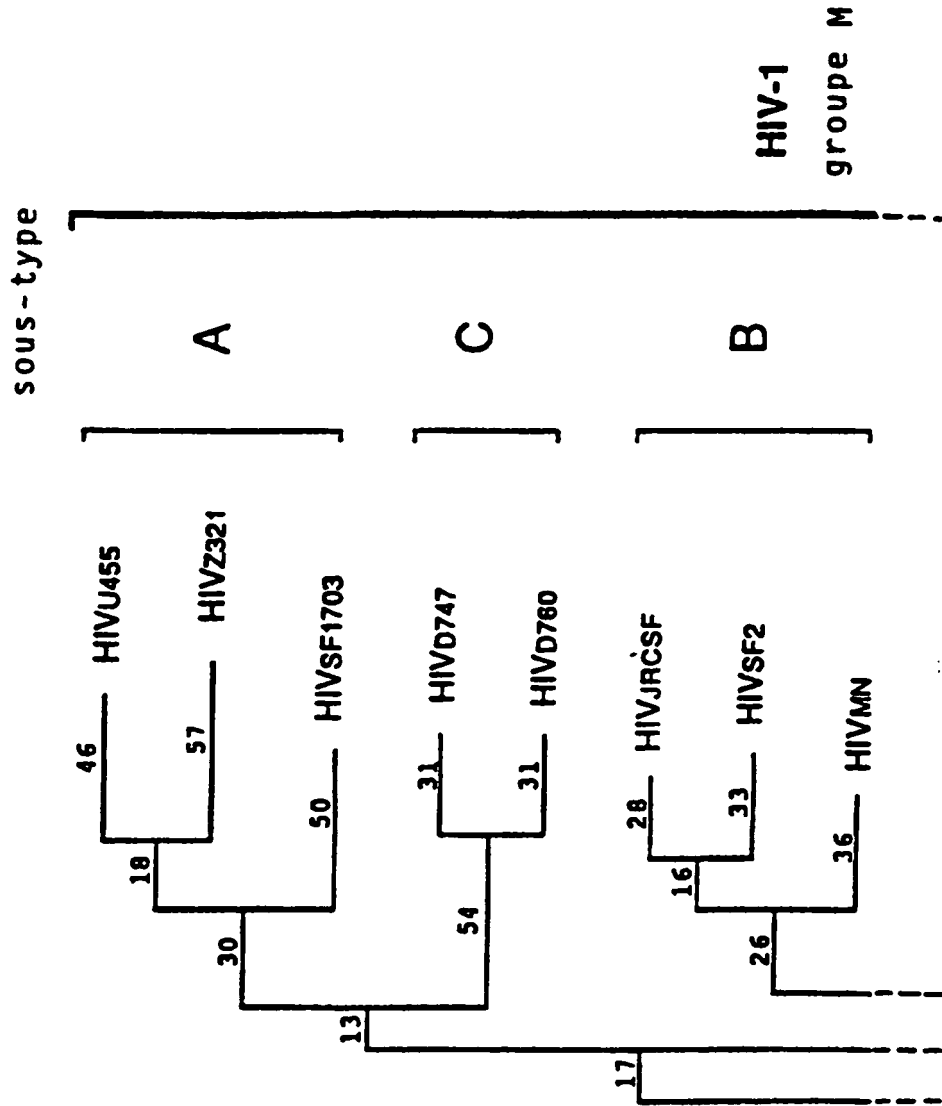 sous-type
46
HIVU455
18
57
HIVZ321
A
30
50
HIVSF1703
13
31
HIVD747
54
31
HIVD760
C
17
28
HIVJRCSF
16
33
HIVSF2
B
26
36
HIVMN
HIV-1
groupe M